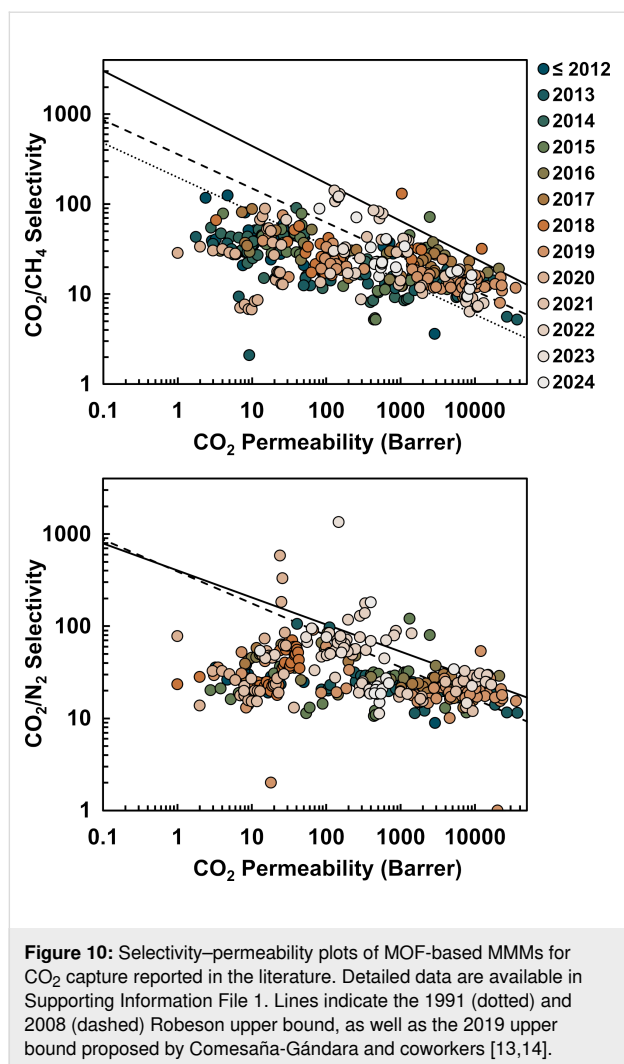 1000
100
10
1
CO₂/CH₄ Selectivity
0.1 1 10 100 1000 10000
CO₂ Permeability (Barrer)
≤ 2012
2013
2014
2015
2016
2017
2018
2019
2020
2021
2022
2023
2024
1000
100
10
1
CO₂/N₂ Selectivity
0.1 1 10 100 1000 10000
CO₂ Permeability (Barrer)
Figure 10: Selectivity–permeability plots of MOF-based MMMs for
CO₂ capture reported in the literature. Detailed data are available in
Supporting Information File 1. Lines indicate the 1991 (dotted) and
2008 (dashed) Robeson upper bound, as well as the 2019 upper
bound proposed by Comesaña-Gándara and coworkers [13,14].